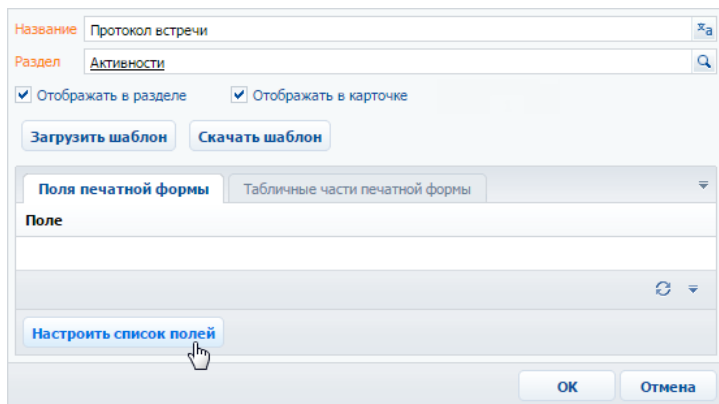 Название Протокол встречи
Раздел Активности
Отображать в разделе Отображать в карточке
Загрузить шаблон Скачать шаблон
Поля печатной формы Табличные части печатной формы
Поле
Настроить список полей
ОК Отмена